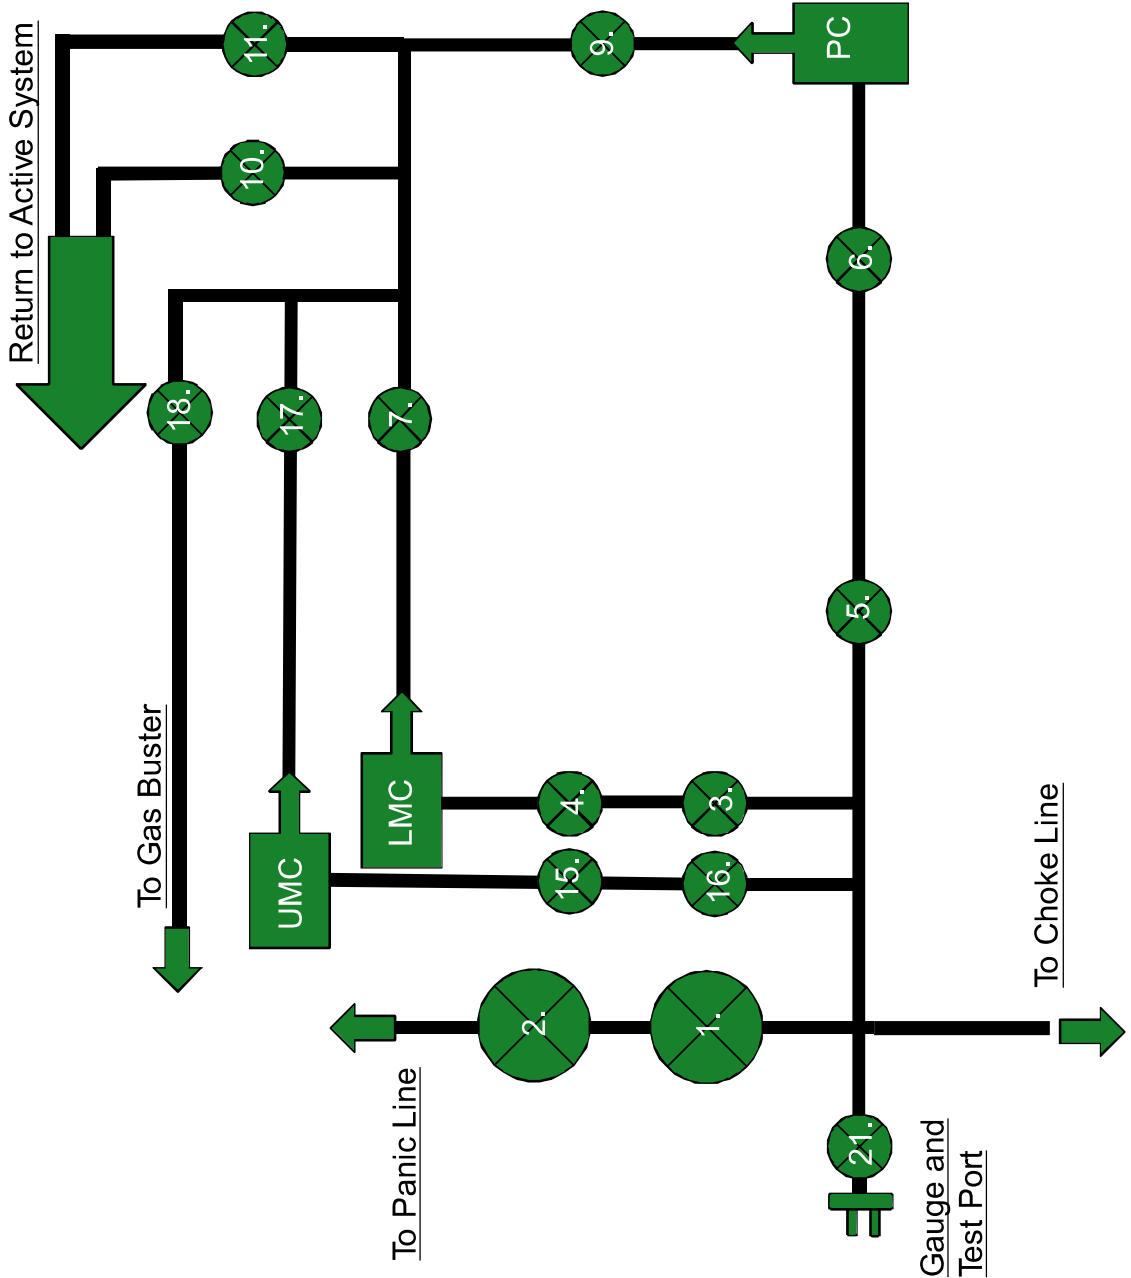 Return to Active System
11.
9.
PC
10.
6.
18.
17.
7.
5.
To Gas Buster
LMC
4.
3.
UMC
15.
16.
To Choke Line
2.
1.
To Panic Line
21.
Gauge and
Test Port